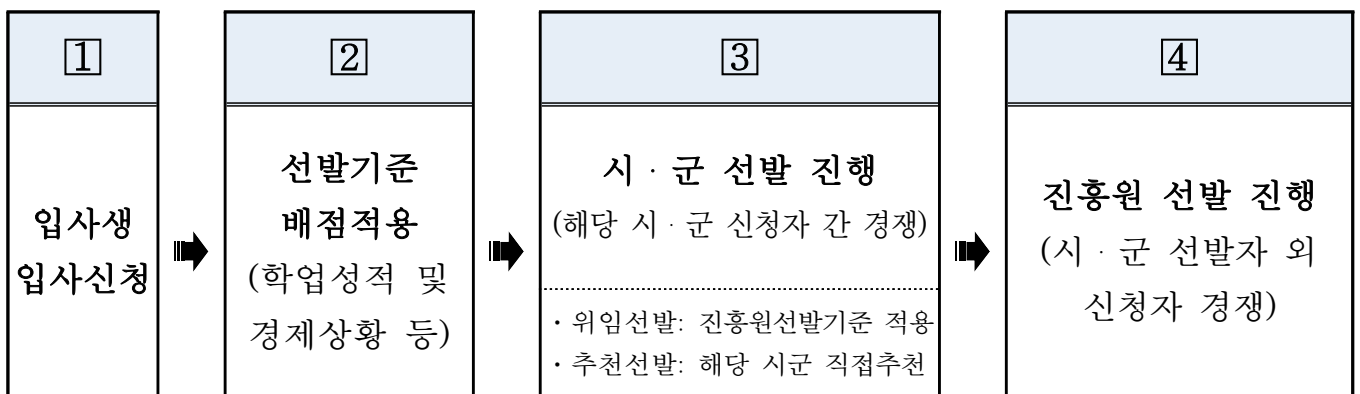 1
입사생
입사신청
2
선발기준
배점적용
(학업성적 및
경제상황 등)
3
시·군 선발 진행
(해당 시·군 신청자 간 경쟁)
· 위임선발: 진흥원선발기준 적용
· 추천선발: 해당 시군 직접추천
4
진흥원 선발 진행
(시·군 선발자 외
신청자 경쟁)